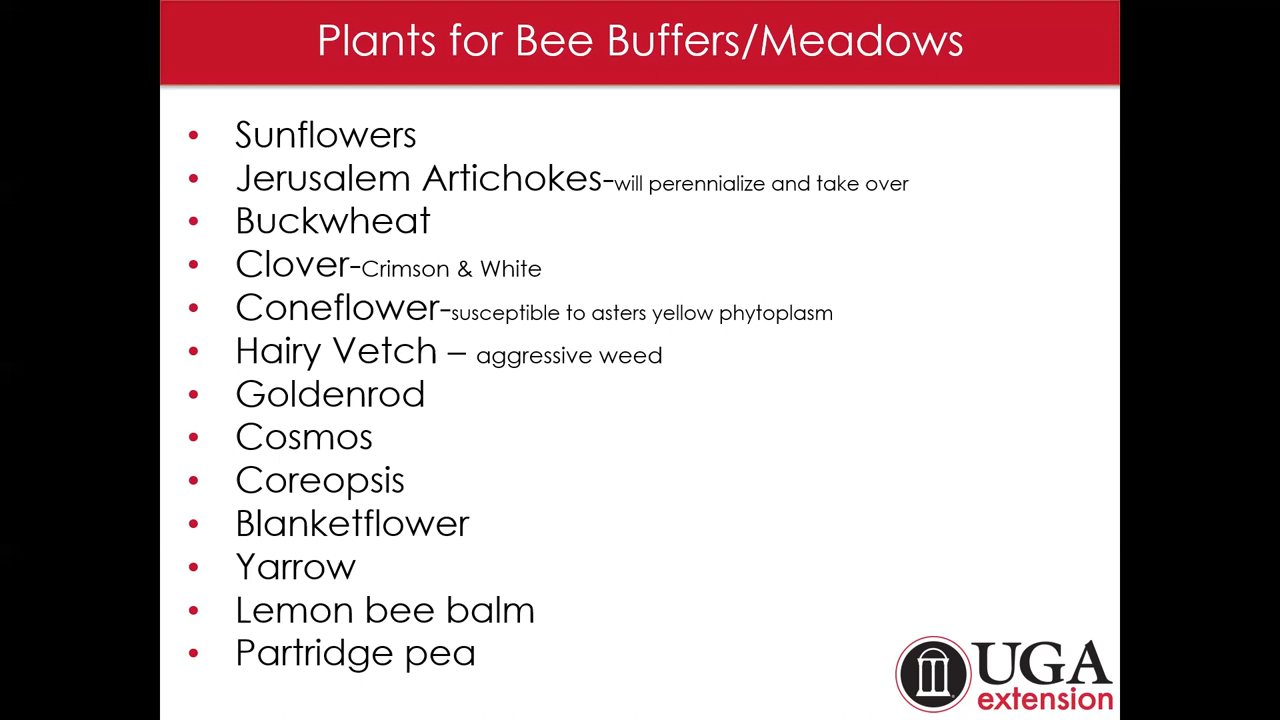 Plants for Bee Buffers/Meadows
• Sunflowers
• Jerusalem Artichokes-will perennialize and take over
• Buckwheat
• Clover-Crimson & White
• Coneflower-susceptible to asters yellow phytoplasm
• Hairy Vetch – aggressive weed
• Goldenrod
• Cosmos
• Coreopsis
• Blanketflower
• Yarrow
• Lemon bee balm
• Partridge pea
UGA
extension